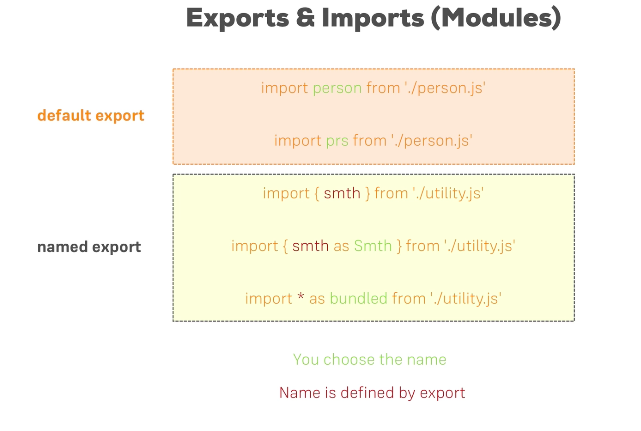 Exports & Imports (Modules)
default export
import person from './person.js'
import prs from './person.js'
named export
import { smth } from './utility.js'
import { smth as Smth } from './utility.js'
import * as bundled from './utility.js'
You choose the name
Name is defined by export